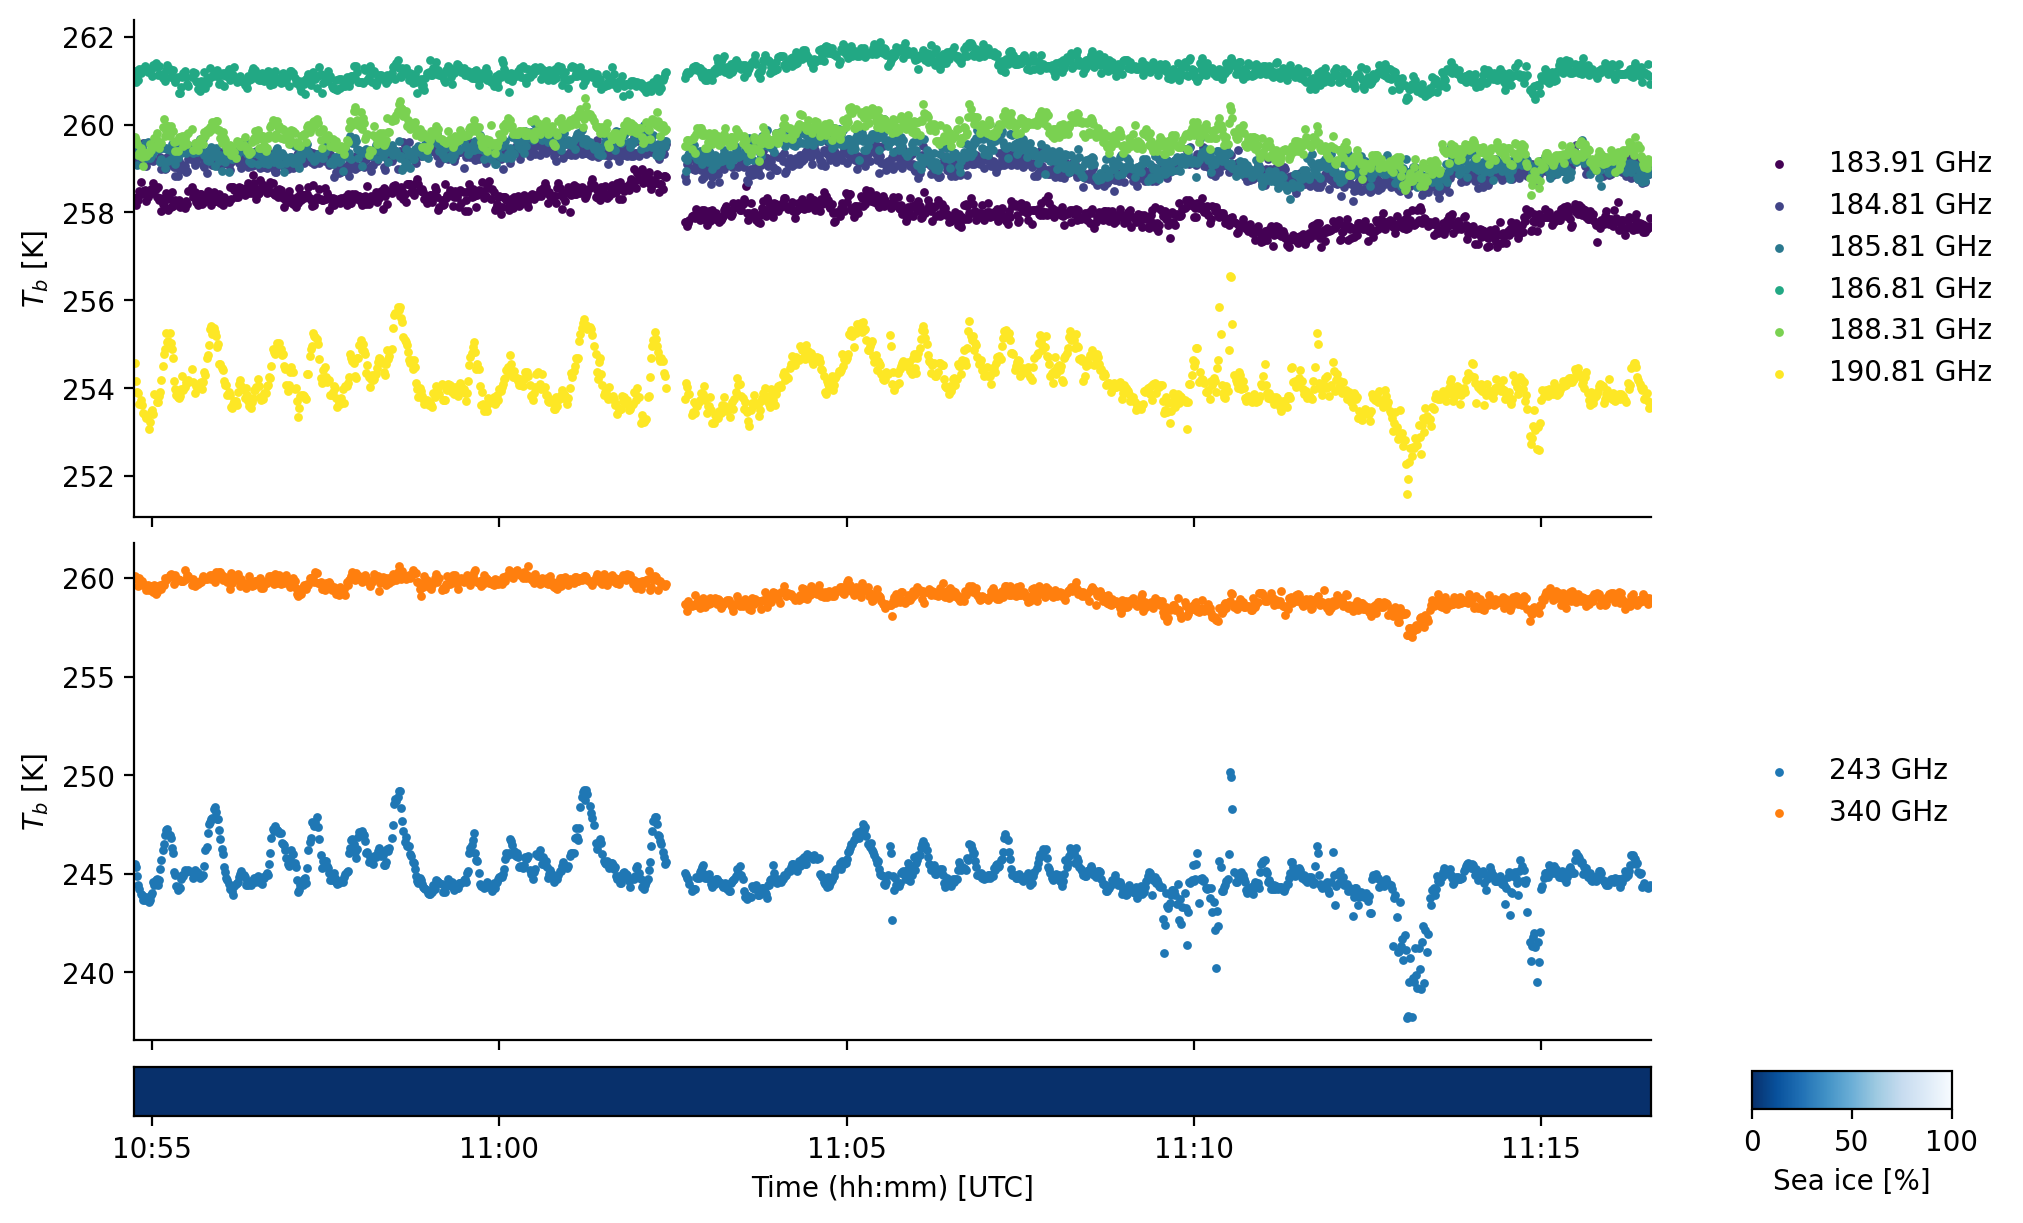 262
260
258
256
254
252
T_b [K]
183.91 GHz
184.81 GHz
185.81 GHz
186.81 GHz
188.31 GHz
190.81 GHz
260
255
250
245
240
T_b [K]
243 GHz
340 GHz
10:55 11:00 11:05 11:10 11:15
Time (hh:mm) [UTC]
0 50 100
Sea ice [%]